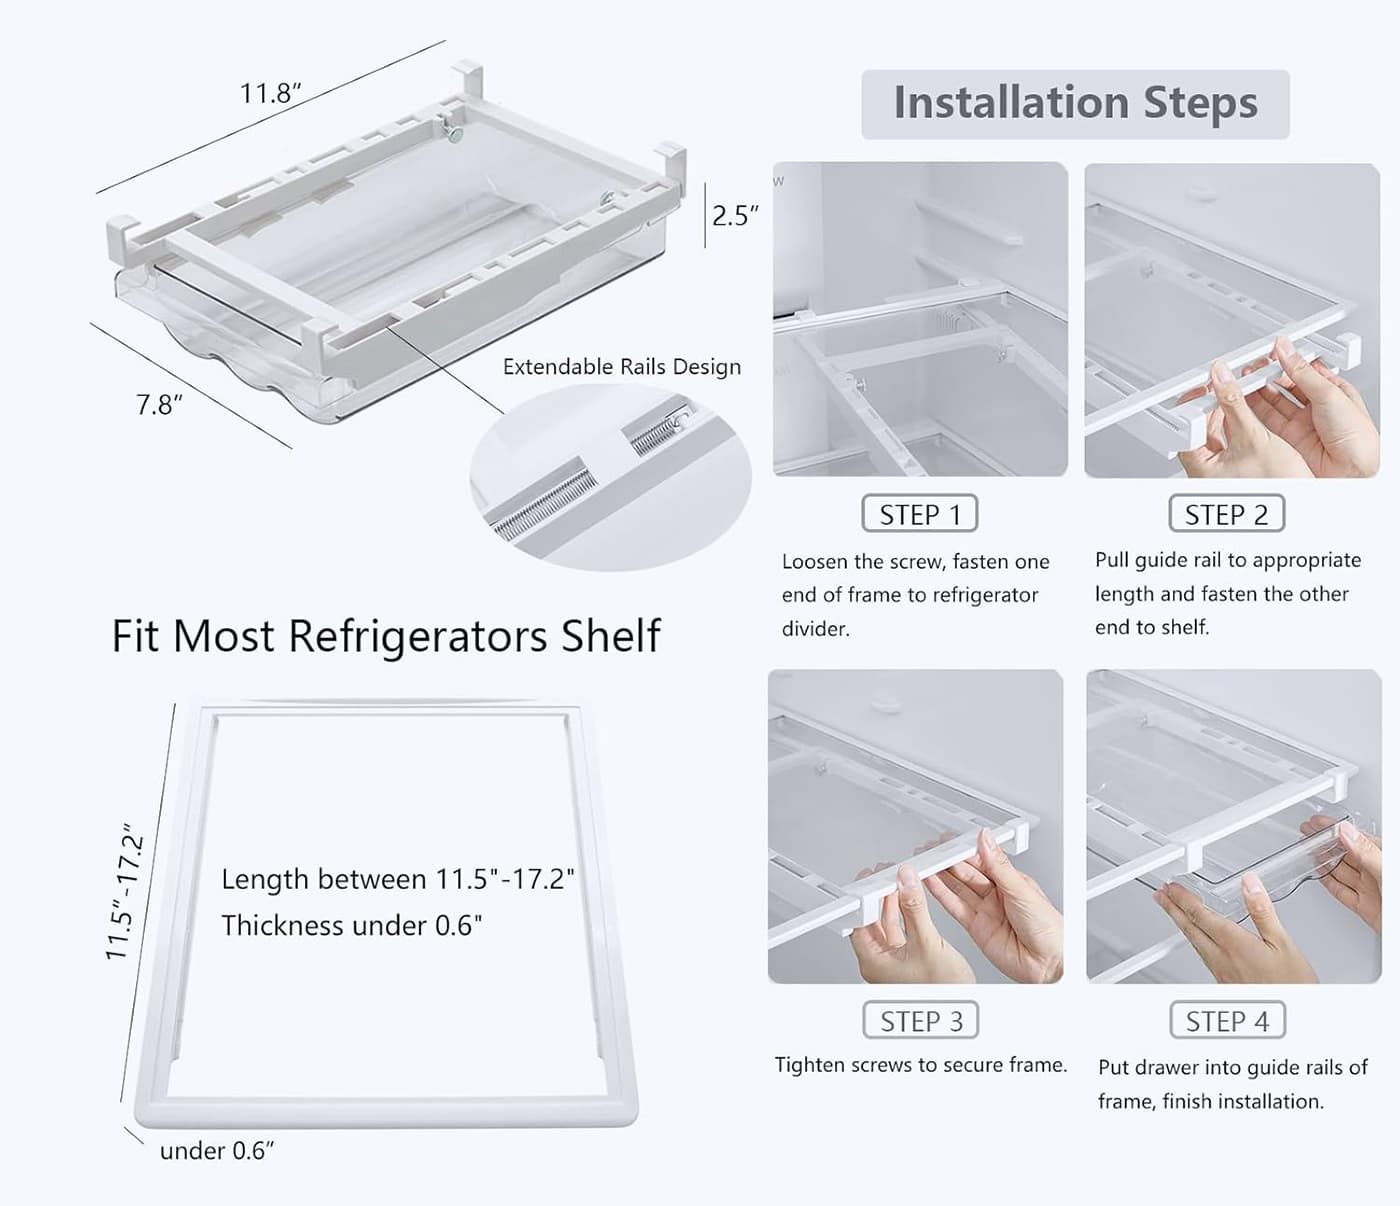 11.8"
2.5"
7.8"
Extendable Rails Design
Fit Most Refrigerators Shelf
11.5"-17.2"
Length between 11.5"-17.2"
Thickness under 0.6"
under 0.6"
Installation Steps
w
STEP 1
Loosen the screw, fasten one
end of frame to refrigerator
divider.
STEP 2
Pull guide rail to appropriate
length and fasten the other
end to shelf.
STEP 3
Tighten screws to secure frame.
STEP 4
Put drawer into guide rails of
frame, finish installation.